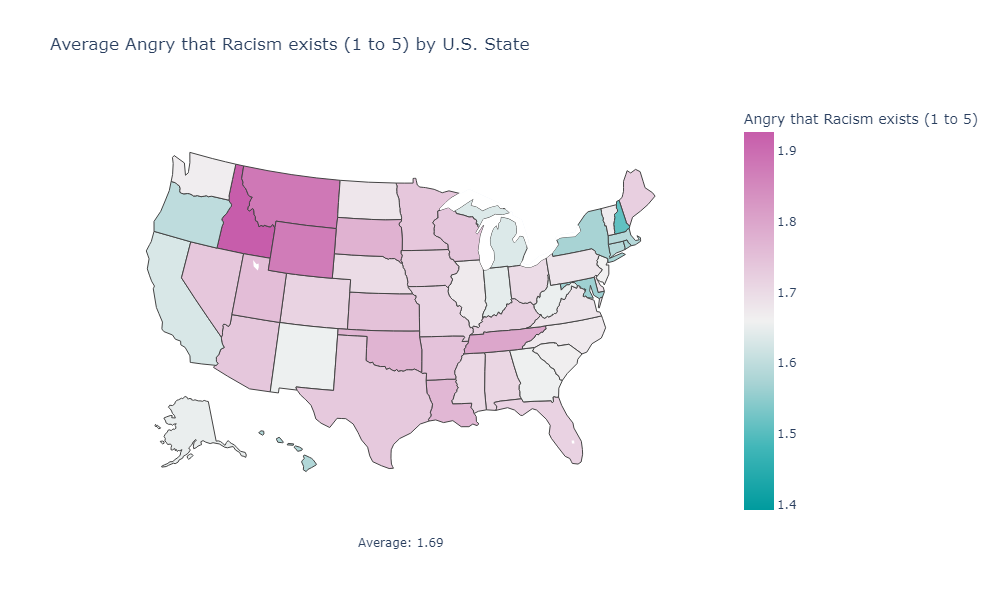 Average Angry that Racism exists (1 to 5) by U.S. State
Angry that Racism exists (1 to 5)
1.9
1.8
1.7
1.6
1.5
1.4
Average: 1.69